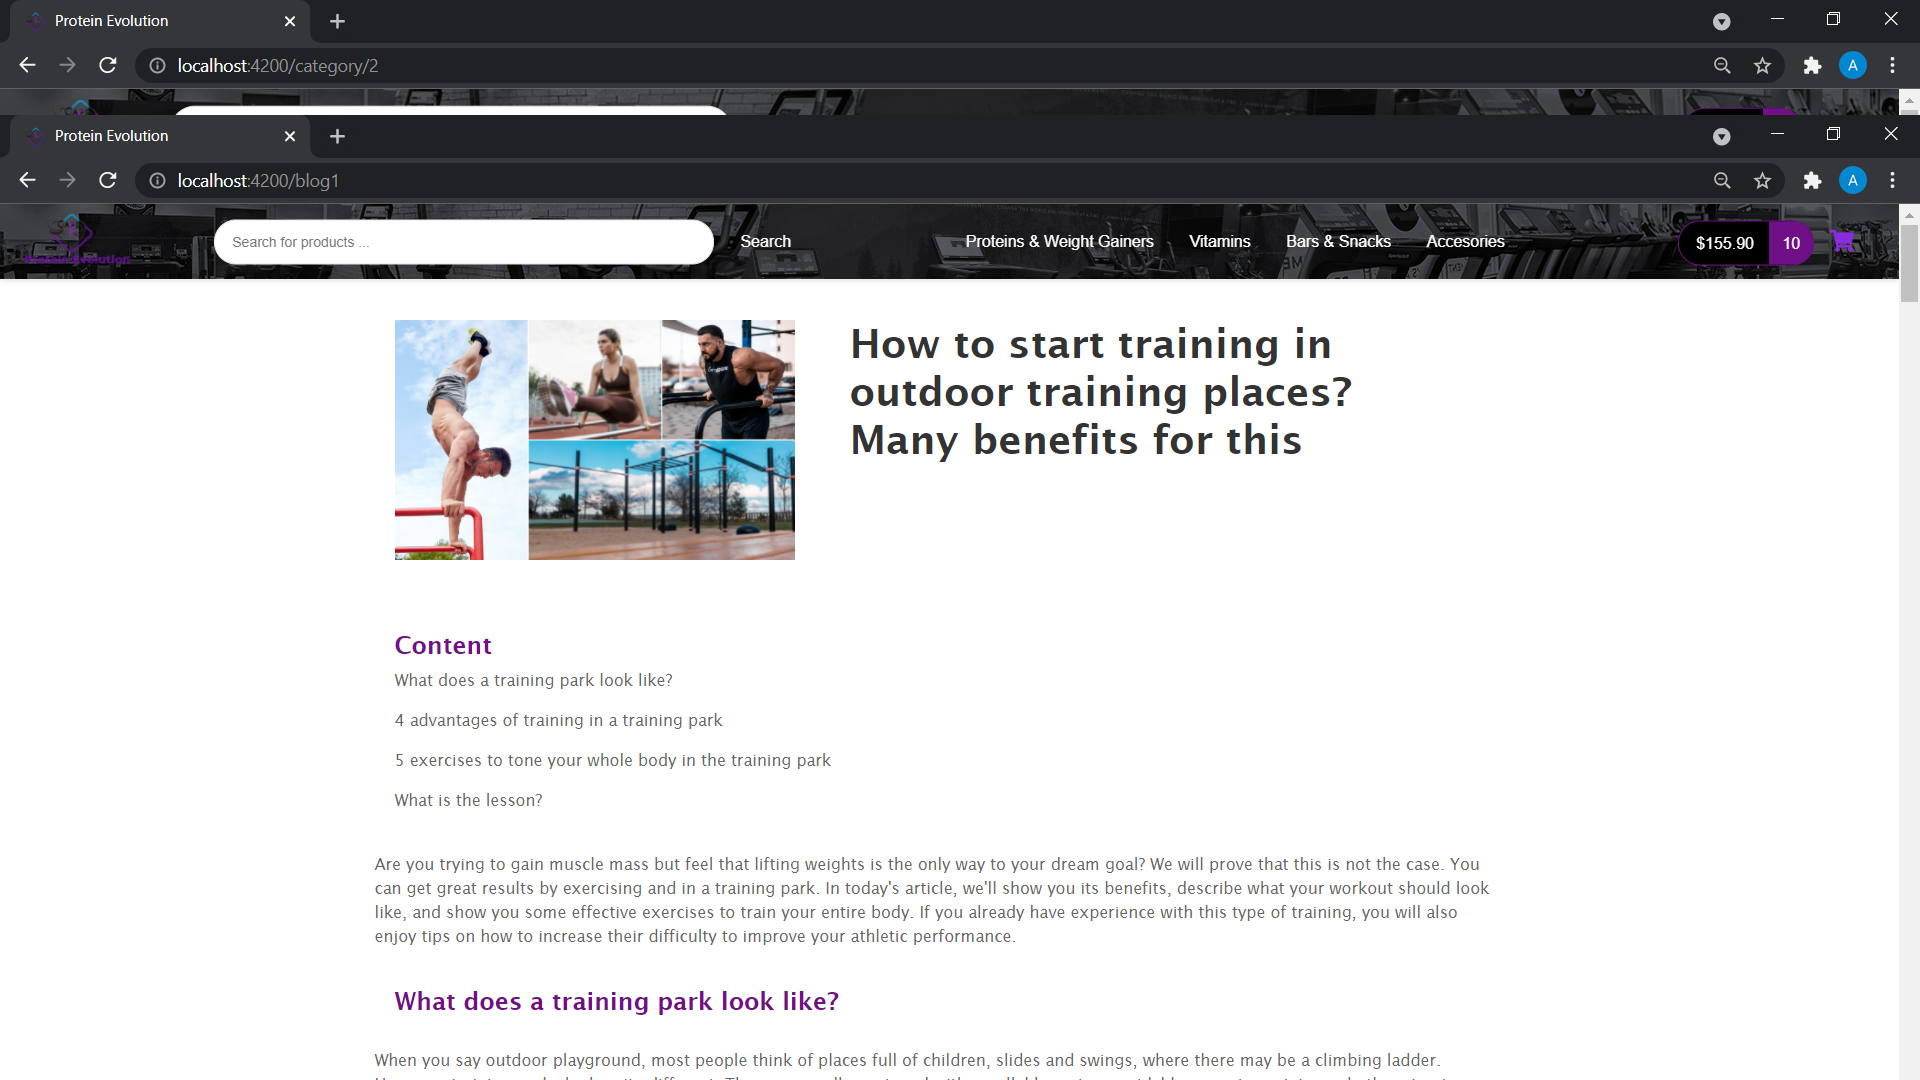 Protein Evolution
localhost:4200/category/2
A
Protein Evolution
localhost:4200/blog1
A
Protein Evolution
Search for products ...
Search
Proteins & Weight Gainers
Vitamins
Bars & Snacks
Accesories
$155.90
10
How to start training in
outdoor training places?
Many benefits for this
Content
What does a training park look like?
4 advantages of training in a training park
5 exercises to tone your whole body in the training park
What is the lesson?
Are you trying to gain muscle mass but feel that lifting weights is the only way to your dream goal? We will prove that this is not the case. You
can get great results by exercising and in a training park. In today's article, we'll show you its benefits, describe what your workout should look
like, and show you some effective exercises to train your entire body. If you already have experience with this type of training, you will also
enjoy tips on how to increase their difficulty to improve your athletic performance.
What does a training park look like?
When you say outdoor playground, most people think of places full of children, slides and swings, where there may be a climbing ladder.